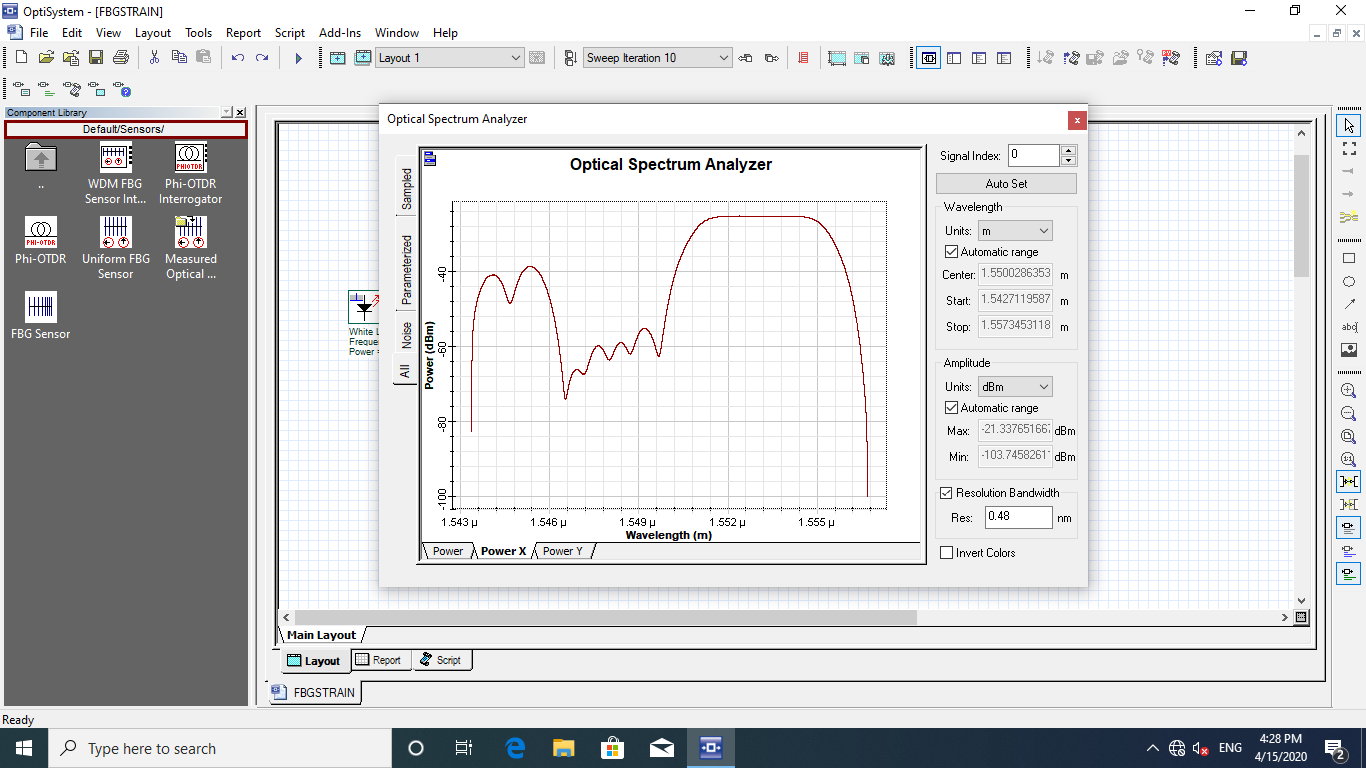 OptiSystem - [FBGSTRAIN]
File Edit View Layout Tools Report Script Add-Ins Window Help
Layout 1
Sweep Iteration 10
Component Library
Default/Sensors/
..
WDM FBG
Sensor Int...
PHIOTDR
Phi-OTDR
Interrogator
PHI-OTDR
Phi-OTDR
Uniform FBG
Sensor
Measured
Optical ...
FBG Sensor
White L
Freque
Power =
Optical Spectrum Analyzer
x
Sampled
Parameterized
Noise
All
Optical Spectrum Analyzer
Power (dBm)
-40
-60
-80
-100
1.543 µ 1.546 µ 1.549 µ 1.552 µ 1.555 µ
Wavelength (m)
Power Power X Power Y
Signal Index: 0
Auto Set
Wavelength
Units: m
Automatic range
Center: 1.5500286353 m
Start: 1.5427119587 m
Stop: 1.5573453118 m
Amplitude
Units: dBm
Automatic range
Max: -21.33765166 dBm
Min: -103.7458261 dBm
Resolution Bandwidth
Res: 0.48 nm
Invert Colors
abc
1:1
Main Layout
Layout Report Script
FBGSTRAIN
Ready
Type here to search
ENG
4:28 PM
4/15/2020
2